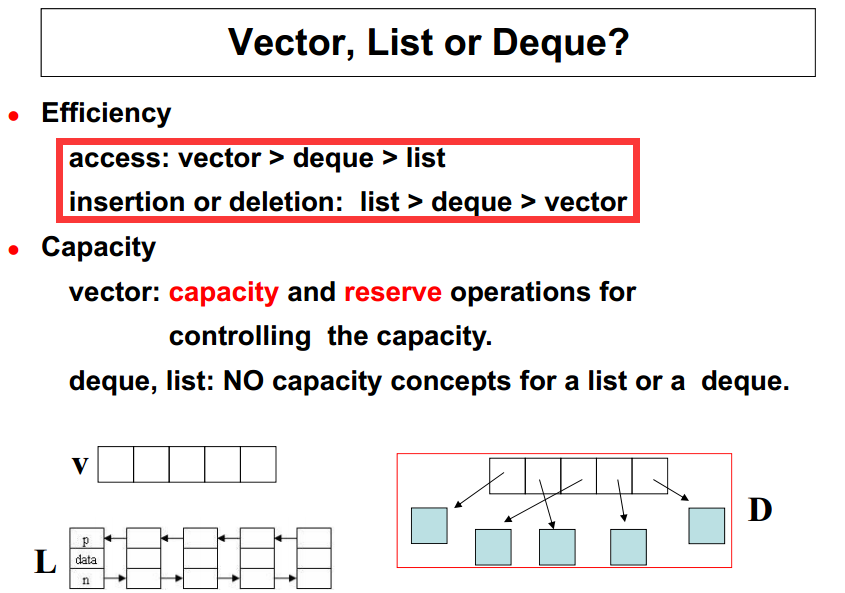 Vector, List or Deque?
• Efficiency
access: vector > deque > list
insertion or deletion: list > deque > vector
• Capacity
vector: capacity and reserve operations for
controlling the capacity.
deque, list: NO capacity concepts for a list or a deque.
v
D
L
p
data
n